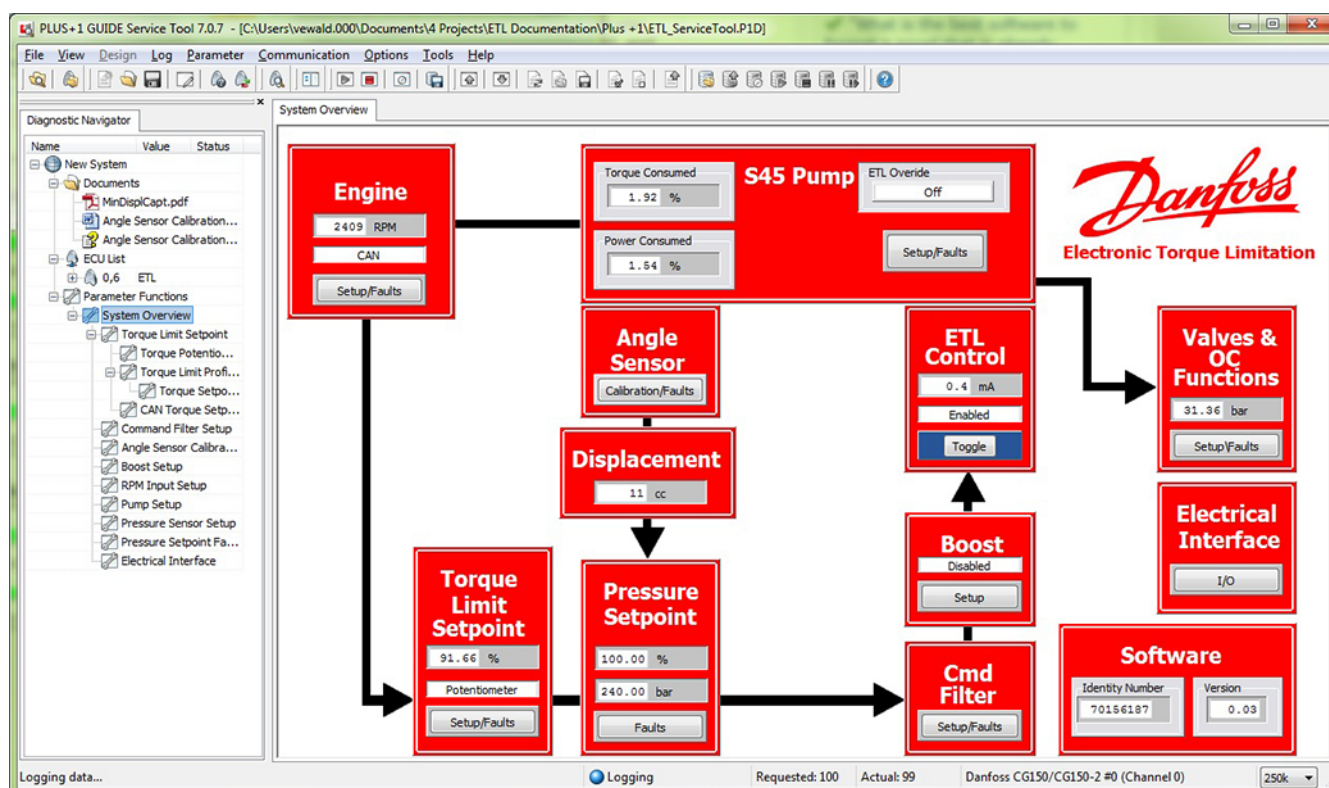 PLUS+1 GUIDE Service Tool 7.0.7 - [C:\Users\vewald.000\Documents\4 Projects\ETL Documentation\Plus +1\ETL_ServiceTool.P1D]
File View Design Log Parameter Communication Options Tools Help
Diagnostic Navigator
Name Value Status
New System
Documents
MinDisplCapt.pdf
Angle Sensor Calibration...
Angle Sensor Calibration...
ECU List
0,6 ETL
Parameter Functions
System Overview
Torque Limit Setpoint
Torque Potentio...
Torque Limit Profi...
Torque Setpo...
CAN Torque Setp...
Command Filter Setup
Angle Sensor Calibra...
Boost Setup
RPM Input Setup
Pump Setup
Pressure Sensor Setup
Pressure Setpoint Fa...
Electrical Interface
System Overview
Engine
2409 RPM
CAN
Setup/Faults
Torque Consumed
1.92 %
Power Consumed
1.54 %
S45 Pump
ETL Overide
Off
Setup/Faults
Danfoss
Electronic Torque Limitation
Angle
Sensor
Calibration/Faults
Displacement
11 cc
ETL
Control
0.4 mA
Enabled
Toggle
Valves &
OC
Functions
31.36 bar
Setup\Faults
Torque
Limit
Setpoint
91.66 %
Potentiometer
Setup/Faults
Pressure
Setpoint
100.00 %
240.00 bar
Faults
Boost
Disabled
Setup
Cmd
Filter
Setup/Faults
Electrical
Interface
I/O
Software
Identity Number
70156187
Version
0.03
Logging data...
Logging
Requested: 100
Actual: 99
Danfoss CG150/CG150-2 #0 (Channel 0)
250k